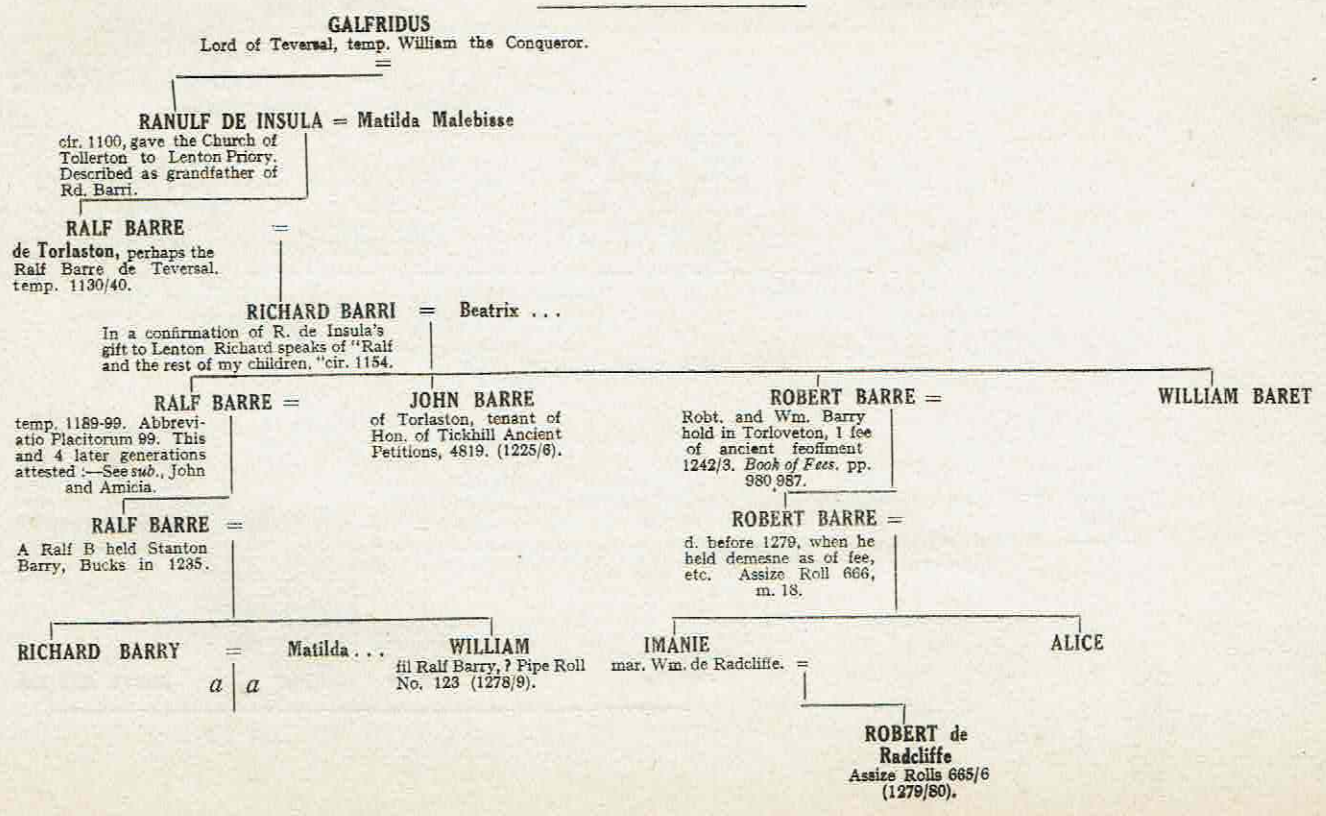 GALFRIDUS
Lord of Teversal, temp. William the Conqueror.
=
RANULF DE INSULA = Matilda Malebisse
cir. 1100, gave the Church of
Tollerton to Lenton Priory.
Described as grandfather of
Rd. Barri.
RALF BARRE =
de Torlaston, perhaps the
Ralf Barre de Teversal.
temp. 1130/40.
RICHARD BARRI = Beatrix ...
In a confirmation of R. de Insula's
gift to Lenton Richard speaks of "Ralf
and the rest of my children, "cir. 1154.
RALF BARRE =
temp. 1189-99. Abbrevi-
atio Placitorum 99. This
and 4 later generations
attested :—See sub., John
and Amicia.
JOHN BARRE
of Torlaston, tenant of
Hon. of Tickhill Ancient
Petitions, 4819. (1225/6).
ROBERT BARRE =
Robt. and Wm. Barry
hold in Torloveton, 1 fee
of ancient feoffment
1242/3. Book of Fees. pp.
980,987.
WILLIAM BARET
RALF BARRE =
A Ralf B held Stanton
Barry, Bucks in 1235.
ROBERT BARRE =
d. before 1279, when he
held demesne as of fee,
etc. Assize Roll 666,
m. 18.
RICHARD BARRY = Matilda...
a a
WILLIAM
fil Ralf Barry, ? Pipe Roll
No. 123 (1278/9).
IMANIE
mar. Wm. de Radcliffe. =
ALICE
ROBERT de
Radcliffe
Assize Rolls 665/6
(1279/80).